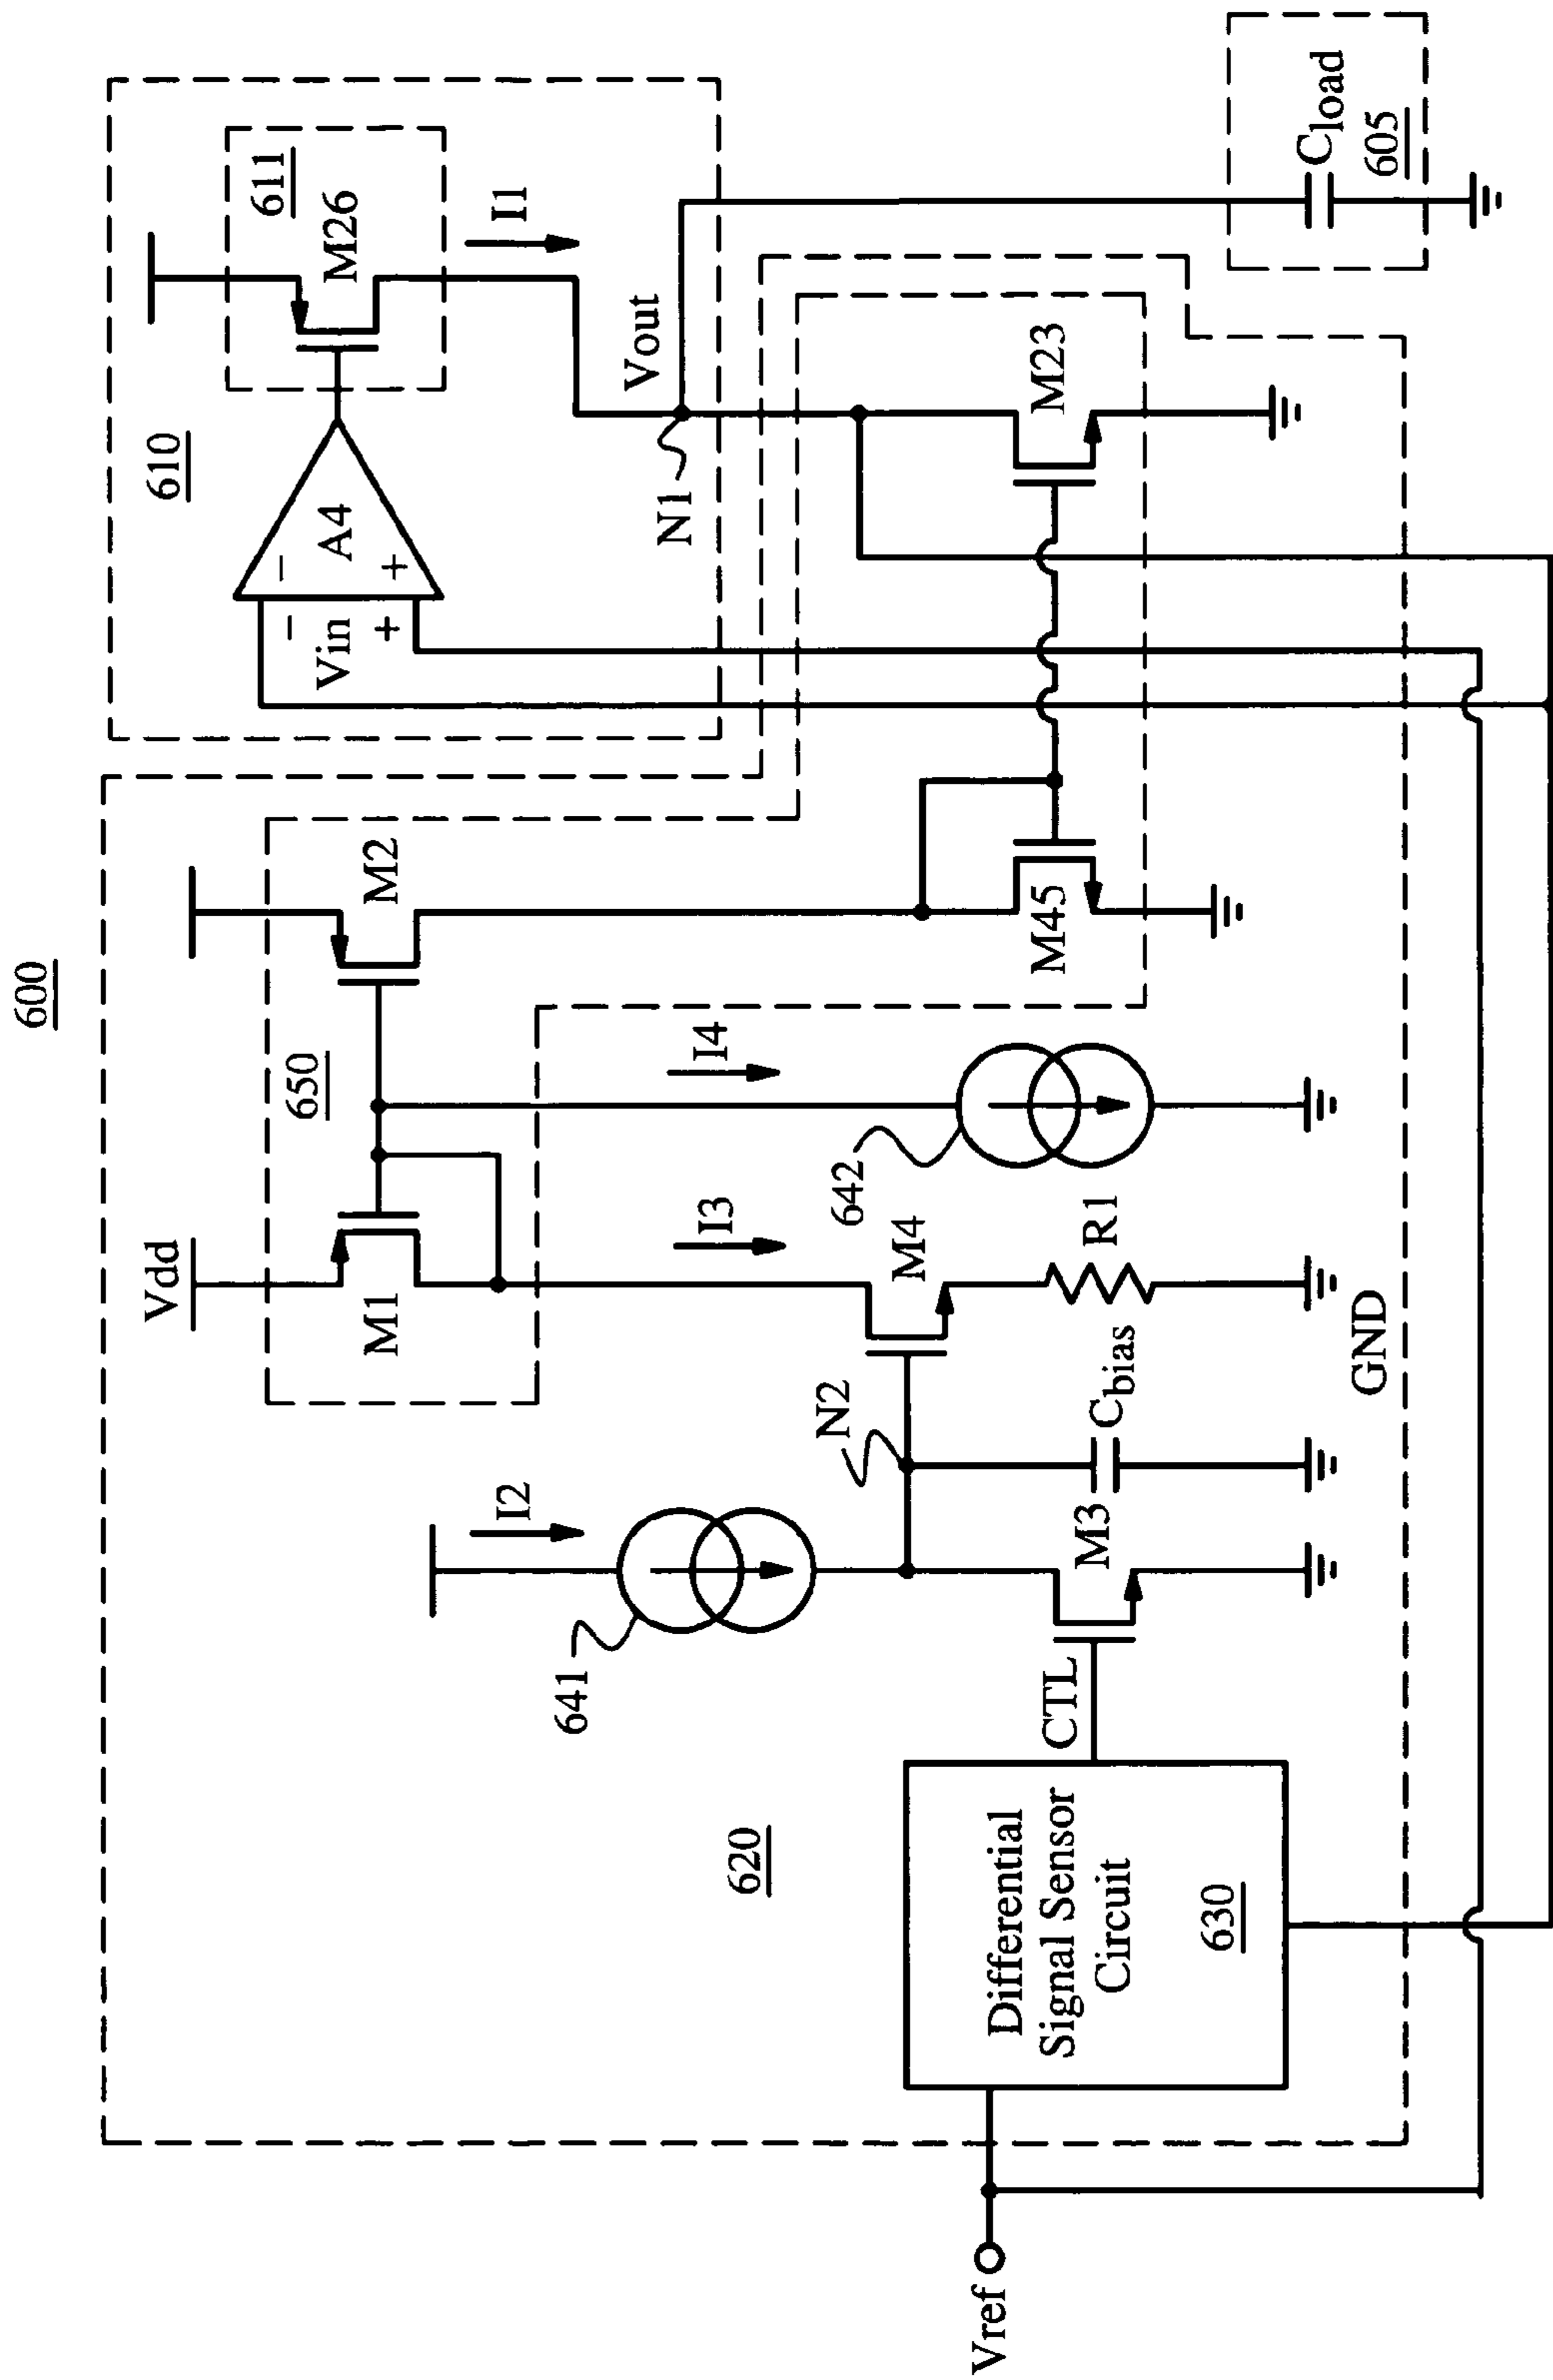 600
610
611
M26
I1
A4
−
+
−
Vin
+
Vout
N1
Cload
605
Vdd
M1
650
M2
I2
641
I3
I4
N2
M4
642
M45
M23
620
CTL
M3
Cbias
R1
GND
Differential
Signal Sensor
Circuit
630
Vref